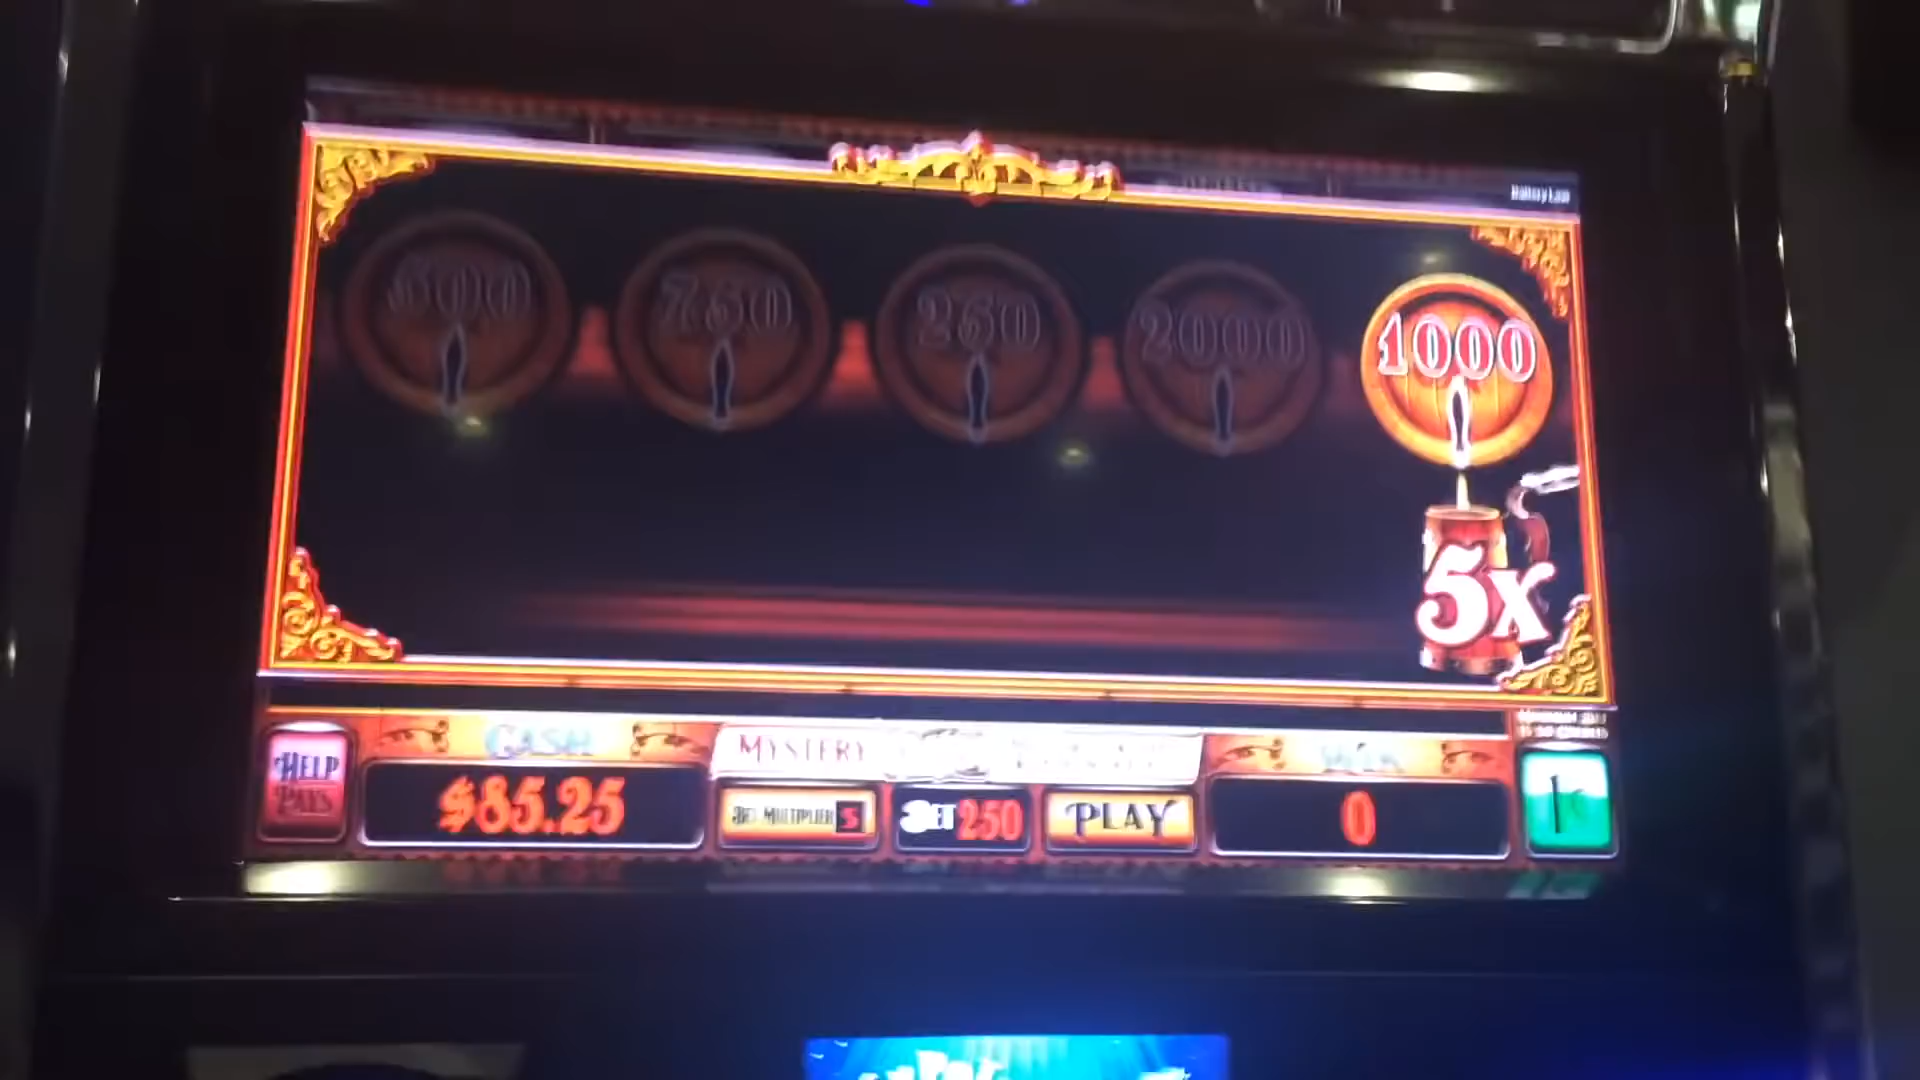 500
750
250
2000
1000
5x
HELP
PAYS
CASH
$85.25
MYSTERY
BET MULTIPLIER 5
BET 250
PLAY
WIN
0
1¢